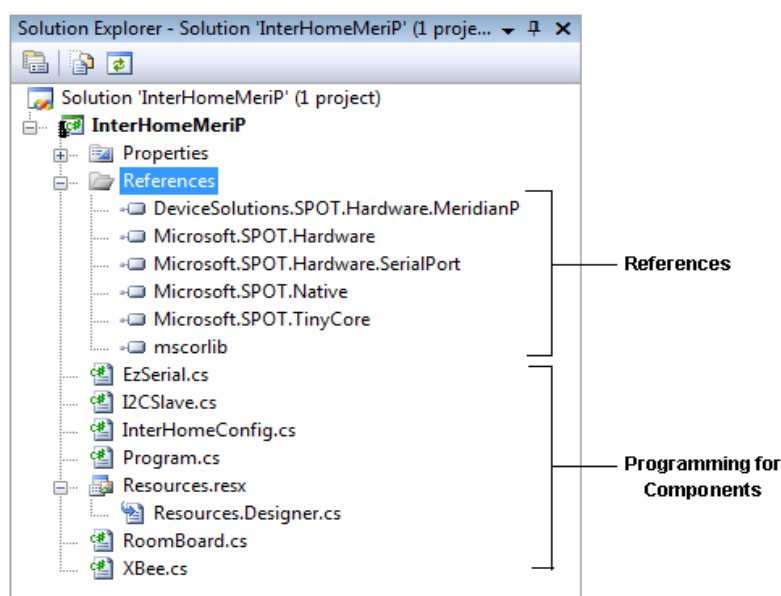 Solution Explorer - Solution 'InterHomeMeriP' (1 proje...
Solution 'InterHomeMeriP' (1 project)
InterHomeMeriP
Properties
References
DeviceSolutions.SPOT.Hardware.MeridianP
Microsoft.SPOT.Hardware
Microsoft.SPOT.Hardware.SerialPort
Microsoft.SPOT.Native
Microsoft.SPOT.TinyCore
mscorlib
References
EzSerial.cs
I2CSlave.cs
InterHomeConfig.cs
Program.cs
Resources.resx
Resources.Designer.cs
RoomBoard.cs
XBee.cs
Programming for
Components